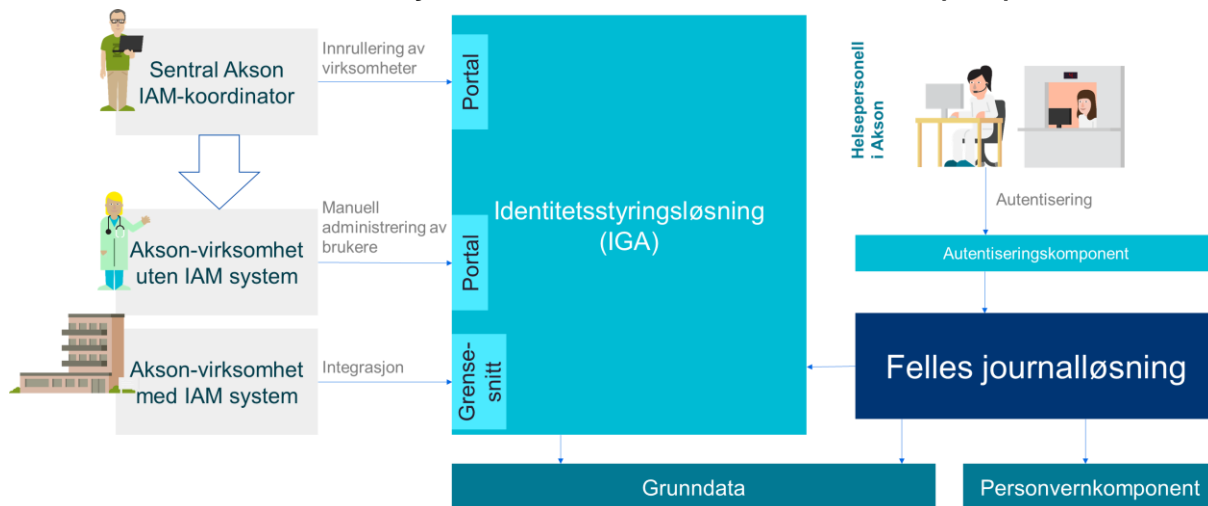 Sentral Akson
IAM-koordinator
Innrullering av
virksomheter
Portal
Akson-virksomhet
uten IAM system
Manuell
administrering av
brukere
Portal
Akson-virksomhet
med IAM system
Integrasjon
Grense-
snitt
Identitetsstyringsløsning
(IGA)
Helsepersonell
i Akson
Autentisering
Autentiseringskomponent
Felles journalløsning
Grunndata
Personvernkomponent